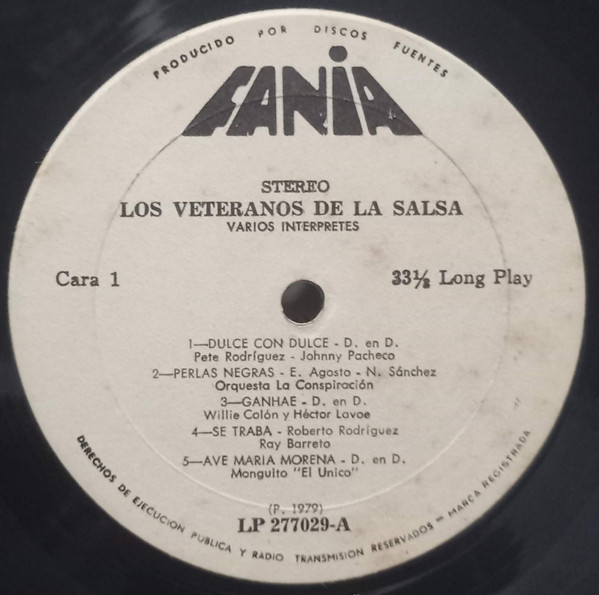 PRODUCIDO POR DISCOS FUENTES
FANIA
STEREO
LOS VETERANOS DE LA SALSA
VARIOS INTERPRETES
Cara 1
33⅓ Long Play
1—DULCE CON DULCE - D. en D.
Pete Rodríguez - Johnny Pacheco
2—PERLAS NEGRAS - E. Agosto - N. Sánchez
Orquesta La Conspiración
3—GANHAE - D. en D.
Willie Colón y Héctor Lavoe
4—SE TRABA - Roberto Rodríguez
Ray Barreto
5—AVE MARIA MORENA - D. en D.
Monguito "El Unico"
(P. 1979)
LP 277029-A
DERECHOS DE EJECUCION PUBLICA Y RADIO TRANSMISION RESERVADOS — MARCA REGISTRADA